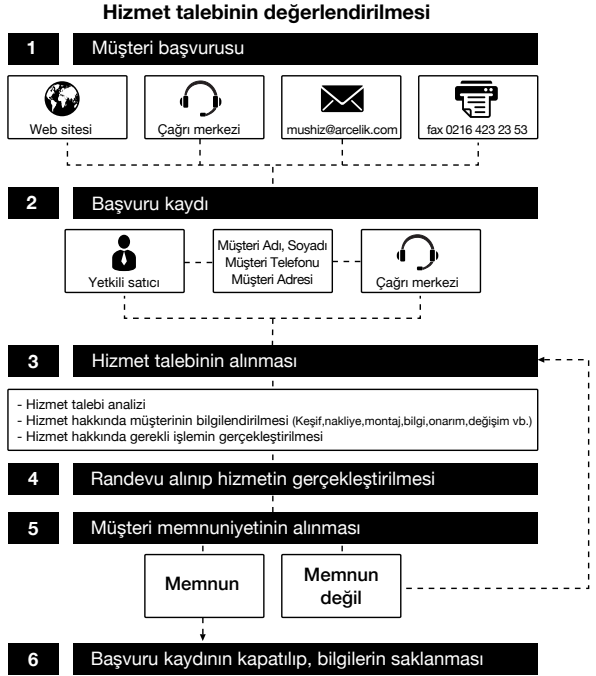 Hizmet talebinin değerlendirilmesi
1 Müşteri başvurusu
Web sitesi
Çağrı merkezi
mushiz@arcelik.com
fax 0216 423 23 53
2 Başvuru kaydı
Yetkili satıcı
Müşteri Adı, Soyadı
Müşteri Telefonu
Müşteri Adresi
Çağrı merkezi
3 Hizmet talebinin alınması
- Hizmet talebi analizi
- Hizmet hakkında müşterinin bilgilendirilmesi (Keşif,nakliye,montaj,bilgi,onarım,değişim vb.)
- Hizmet hakkında gerekli işlemin gerçekleştirilmesi
4 Randevu alınıp hizmetin gerçekleştirilmesi
5 Müşteri memnuniyetinin alınması
Memnun
Memnun
değil
6 Başvuru kaydının kapatılıp, bilgilerin saklanması